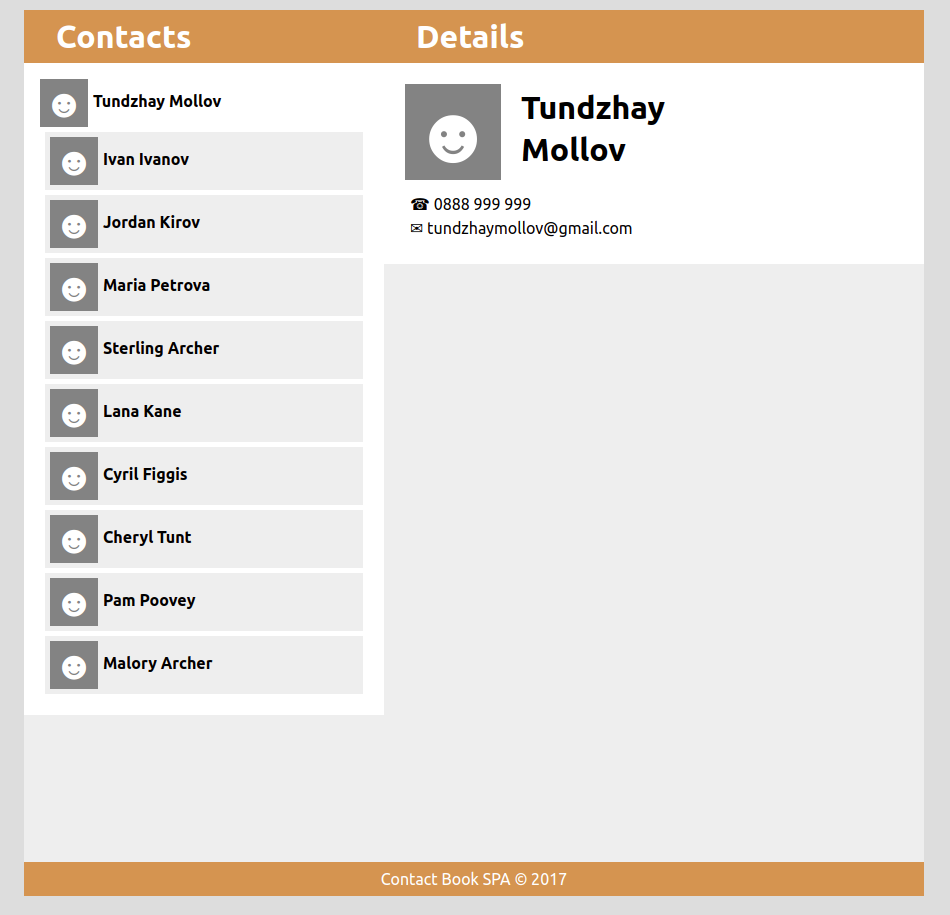 Contacts
Details
Tundzhay Mollov
Ivan Ivanov
Jordan Kirov
Maria Petrova
Sterling Archer
Lana Kane
Cyril Figgis
Cheryl Tunt
Pam Poovey
Malory Archer
Tundzhay
Mollov
☎ 0888 999 999
✉ tundzhaymollov@gmail.com
Contact Book SPA © 2017